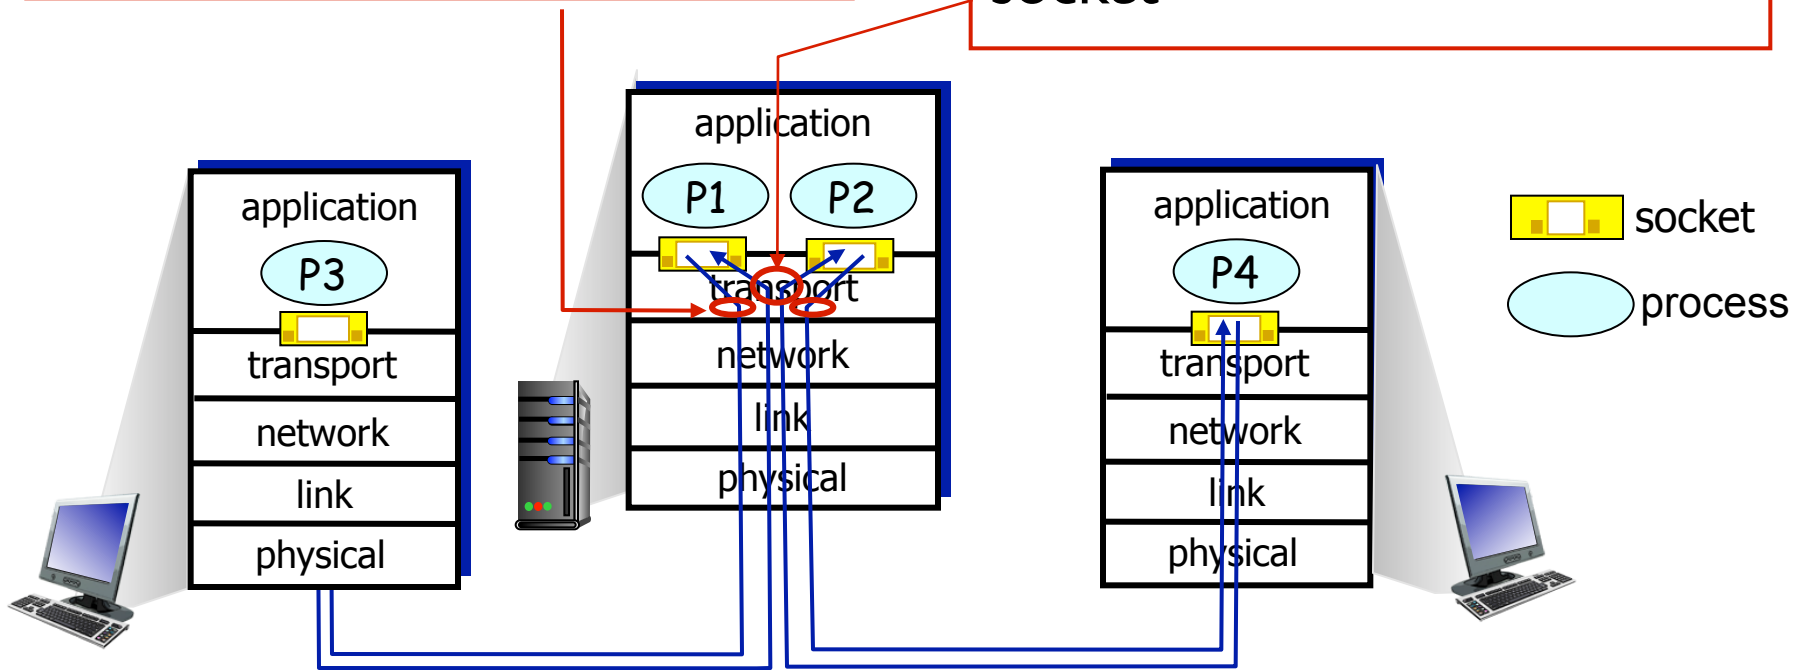 socket
application
P1
P2
transport
network
link
physical
application
P3
transport
network
link
physical
application
P4
transport
network
link
physical
socket
process